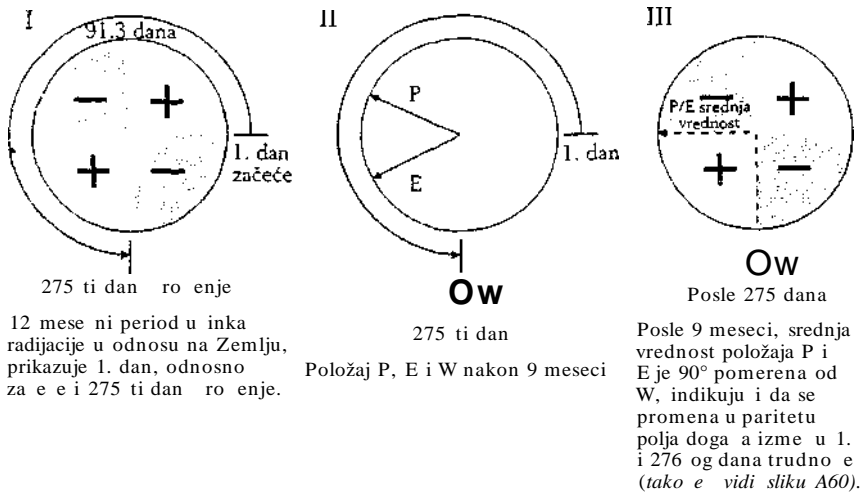 I
91.3 dana
− +
+ −
1. dan
začeće
275 ti dan ro enje
12 mese ni period u inka
radijacije u odnosu na Zemlju,
prikazuje 1. dan, odnosno
za e e i 275 ti dan ro enje.
II
P
E
1. dan
Ow
275 ti dan
Položaj P, E i W nakon 9 meseci
III
− +
P/E srednja
vrednost
+ −
Ow
Posle 275 dana
Posle 9 meseci, srednja
vrednost položaja P i
E je 90° pomerena od
W, indikuju i da se
promena u paritetu
polja doga a izme u 1.
i 276 og dana trudno e
(tako e vidi sliku A60).